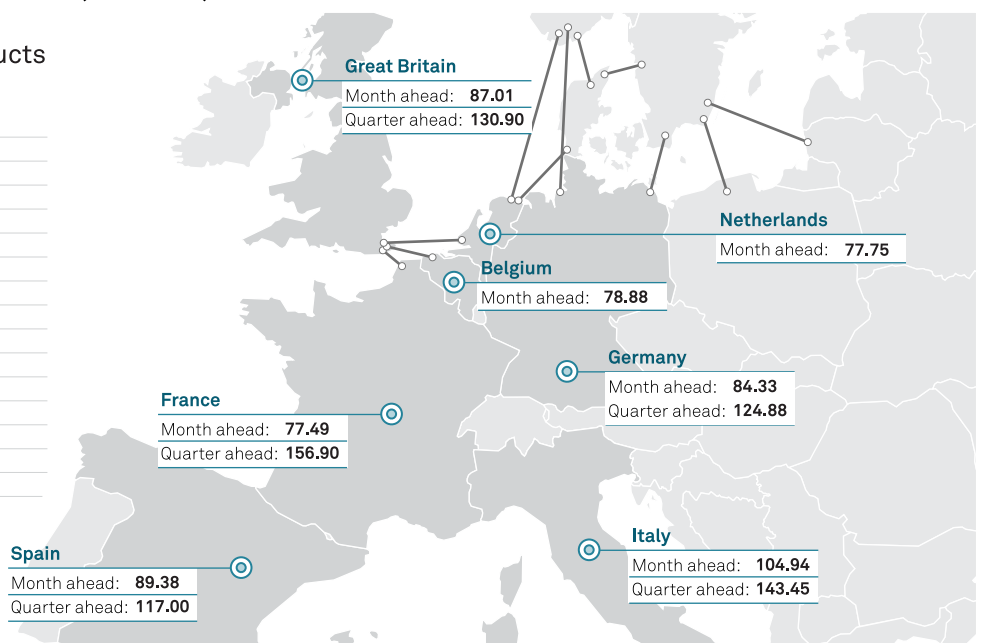 ucts
Great Britain
Month ahead: 87.01
Quarter ahead: 130.90
Netherlands
Month ahead: 77.75
Belgium
Month ahead: 78.88
Germany
Month ahead: 84.33
Quarter ahead: 124.88
France
Month ahead: 77.49
Quarter ahead: 156.90
Italy
Month ahead: 104.94
Quarter ahead: 143.45
Spain
Month ahead: 89.38
Quarter ahead: 117.00